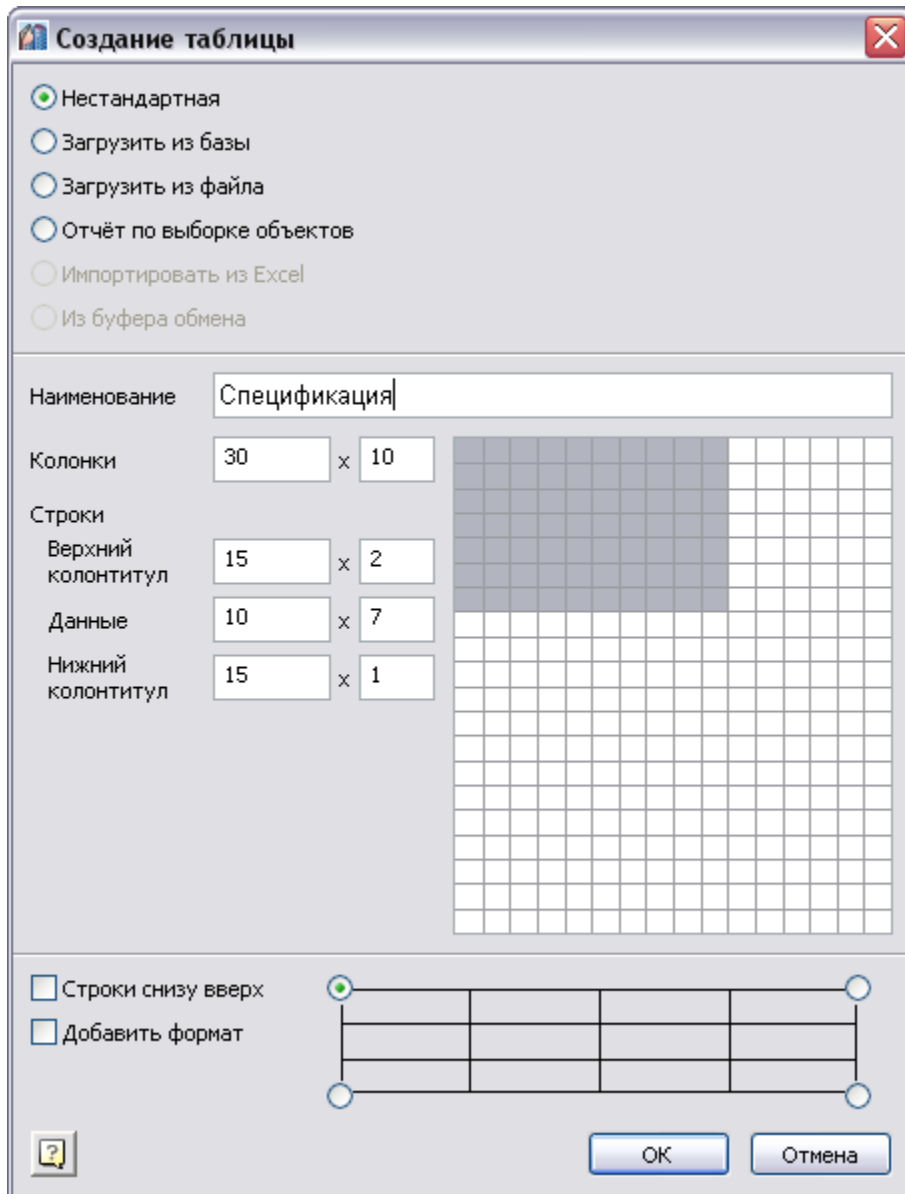 Создание таблицы
Нестандартная
Загрузить из базы
Загрузить из файла
Отчёт по выборке объектов
Импортировать из Excel
Из буфера обмена
Наименование Спецификация
Колонки 30 x 10
Строки
Верхний
колонтитул 15 x 2
Данные 10 x 7
Нижний
колонтитул 15 x 1
Строки снизу вверх
Добавить формат
? ОК Отмена